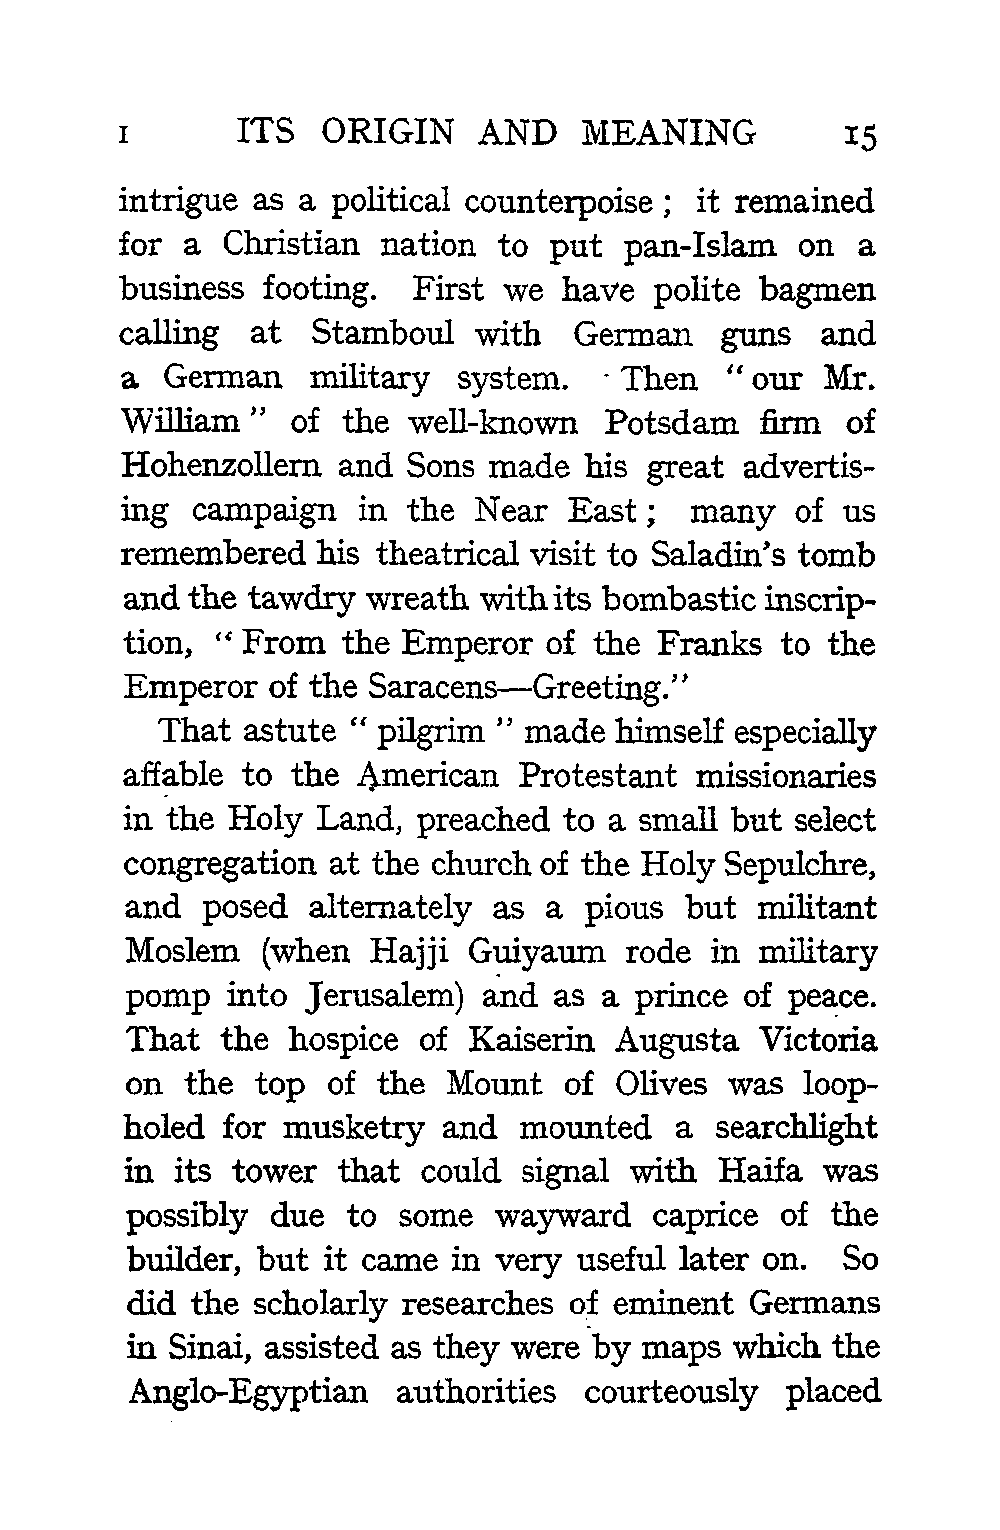 I ITS ORIGIN AND MEANING 15
intrigue as a political counterpoise ; it remained
for a Christian nation to put pan-Islam on a
business footing. First we have polite bagmen
calling at Stamboul with German guns and
a German military system. Then “ our Mr.
William ” of the well-known Potsdam firm of
Hohenzollern and Sons made his great advertis-
ing campaign in the Near East ; many of us
remembered his theatrical visit to Saladin’s tomb
and the tawdry wreath with its bombastic inscrip-
tion, “ From the Emperor of the Franks to the
Emperor of the Saracens—Greeting.”
That astute “ pilgrim ” made himself especially
affable to the American Protestant missionaries
in the Holy Land, preached to a small but select
congregation at the church of the Holy Sepulchre,
and posed alternately as a pious but militant
Moslem (when Hajji Guiyaum rode in military
pomp into Jerusalem) and as a prince of peace.
That the hospice of Kaiserin Augusta Victoria
on the top of the Mount of Olives was loop-
holed for musketry and mounted a searchlight
in its tower that could signal with Haifa was
possibly due to some wayward caprice of the
builder, but it came in very useful later on. So
did the scholarly researches of eminent Germans
in Sinai, assisted as they were by maps which the
Anglo-Egyptian authorities courteously placed